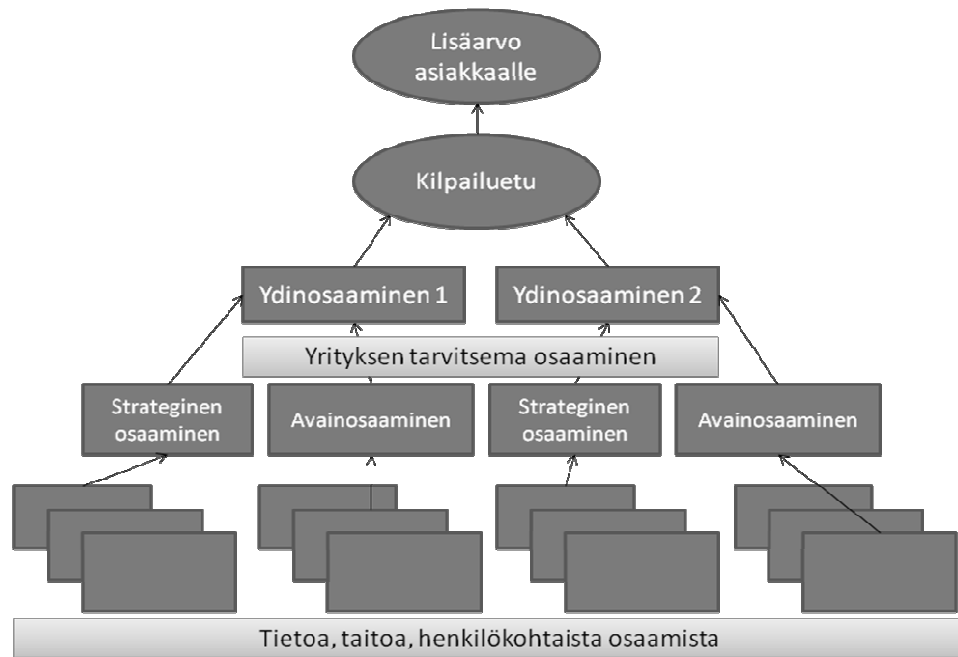 Lisäarvo
asiakkaalle
Kilpailuetu
Ydinosaaminen 1
Ydinosaaminen 2
Yrityksen tarvitsema osaaminen
Strateginen
osaaminen
Avainosaaminen
Strateginen
osaaminen
Avainosaaminen
Tietoa, taitoa, henkilökohtaista osaamista